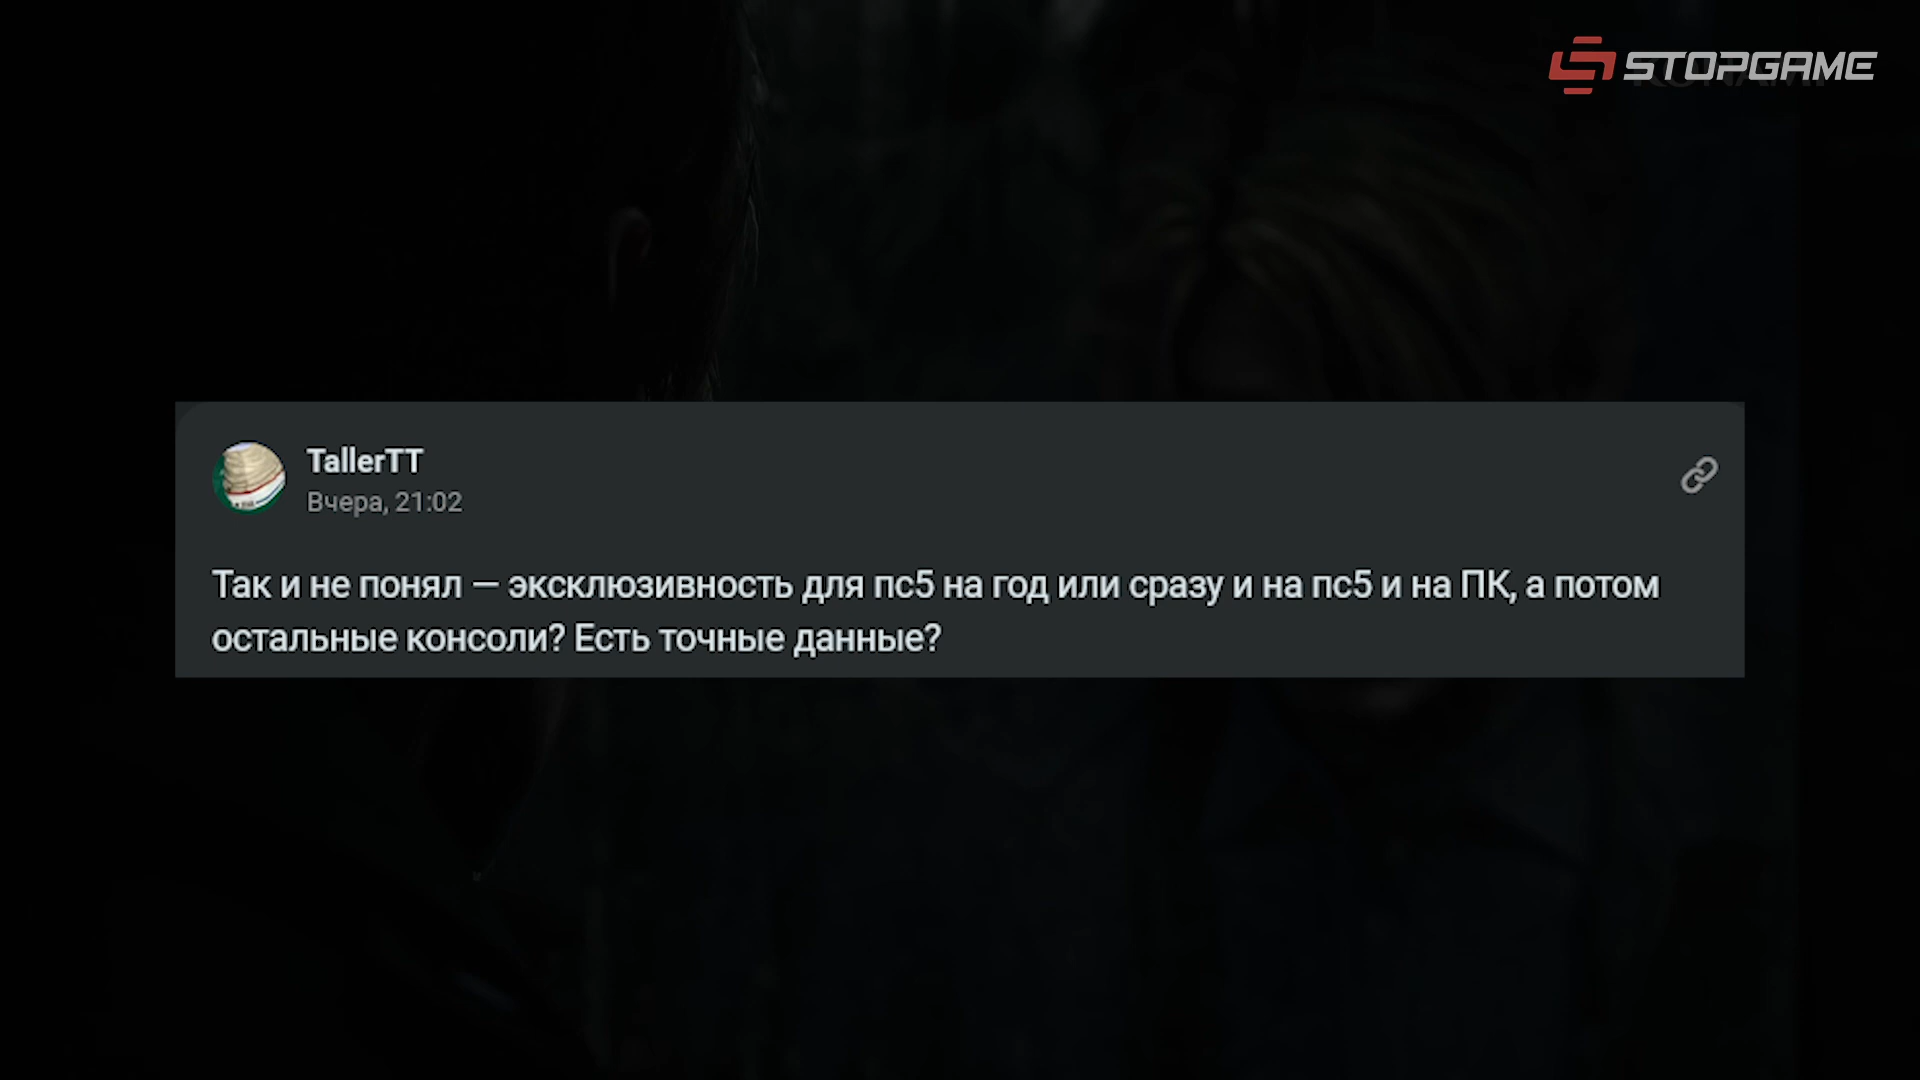 STOPGAME
TallerTT
Вчера, 21:02
Так и не понял — эксклюзивность для пс5 на год или сразу и на пс5 и на ПК, а потом
остальные консоли? Есть точные данные?